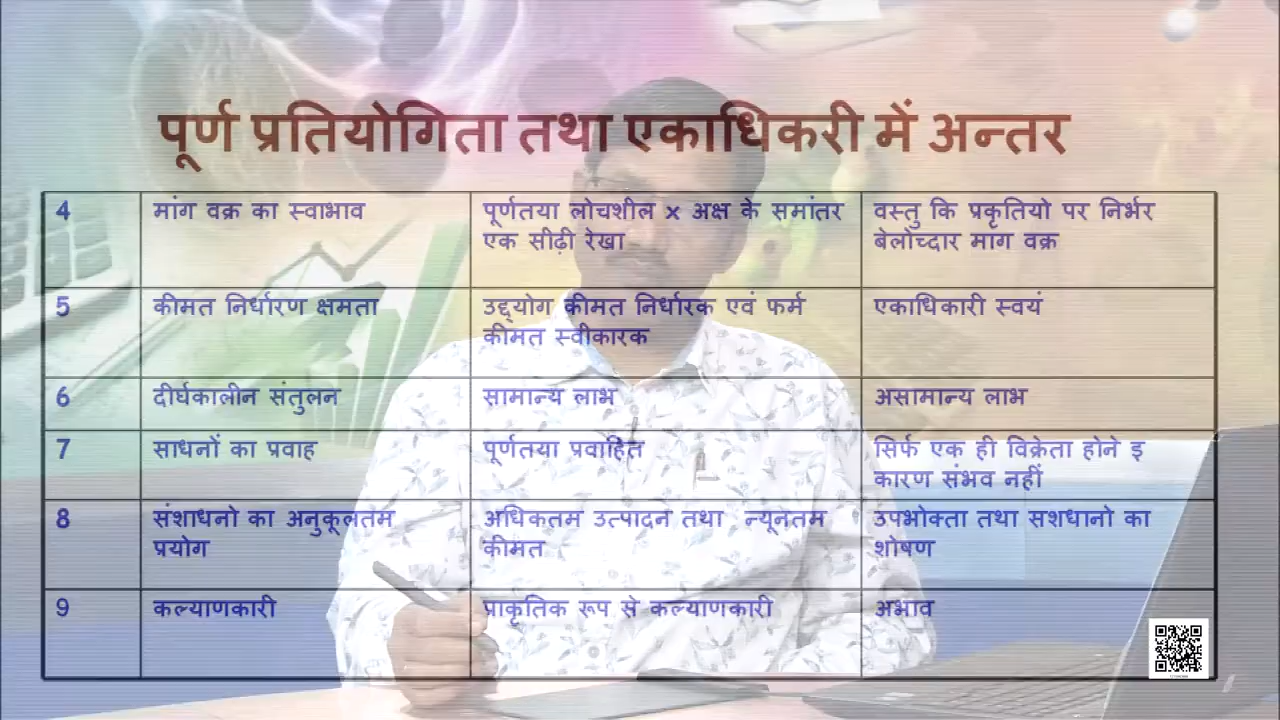 पूर्ण प्रतियोगिता तथा एकाधिकरी में अन्तर
4 मांग वक्र का स्वाभाव पूर्णतया लोचशील x अक्ष के समांतर वस्तु कि प्रकृतियो पर निर्भर
एक सीढ़ी रेखा बेलोच्दार मांग वक्र
5 कीमत निर्धारण क्षमता उद्द्योग कीमत निर्धारक एवं फर्म एकाधिकारी स्वयं
कीमत स्वीकारक
6 दीर्घकालीन संतुलन सामान्य लाभ असामान्य लाभ
7 साधनों का प्रवाह पूर्णतया प्रवाहित सिर्फ एक ही विक्रेता होने इ
कारण संभव नहीं
8 संशाधनो का अनुकूलतम अधिकतम उत्पादन तथा न्यूनतम उपभोक्ता तथा सशधानो का
प्रयोग कीमत शोषण
9 कल्याणकारी प्राकृतिक रूप से कल्याणकारी अभाव